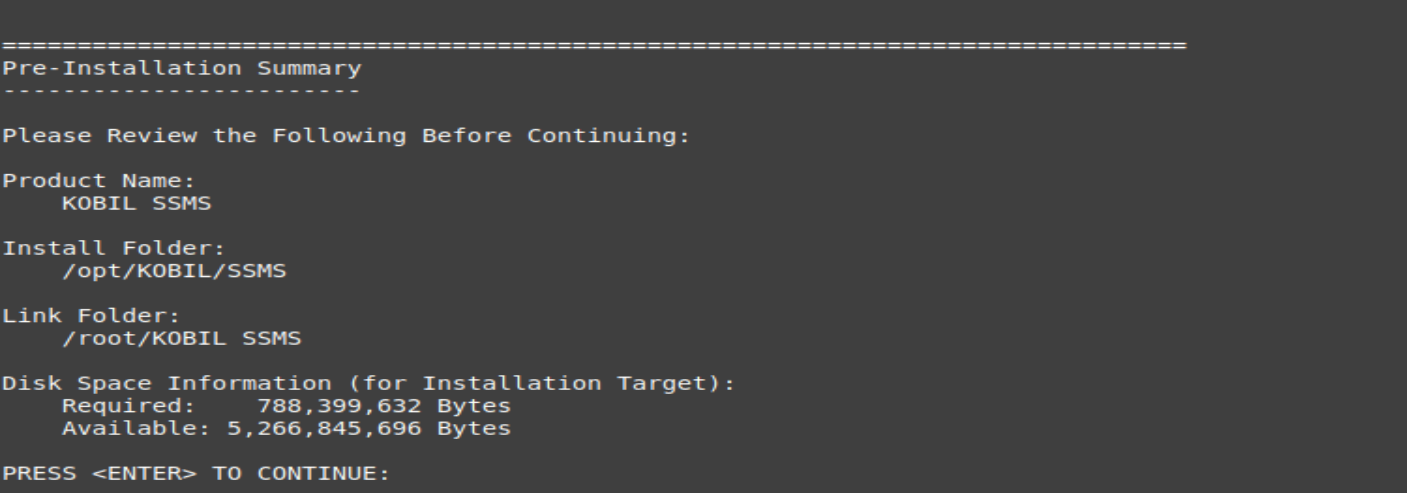 ===============================================================================
Pre-Installation Summary
------------------------
Please Review the Following Before Continuing:
Product Name:
    KOBIL SSMS
Install Folder:
    /opt/KOBIL/SSMS
Link Folder:
    /root/KOBIL SSMS
Disk Space Information (for Installation Target):
    Required:    788,399,632 Bytes
    Available: 5,266,845,696 Bytes
PRESS <ENTER> TO CONTINUE: